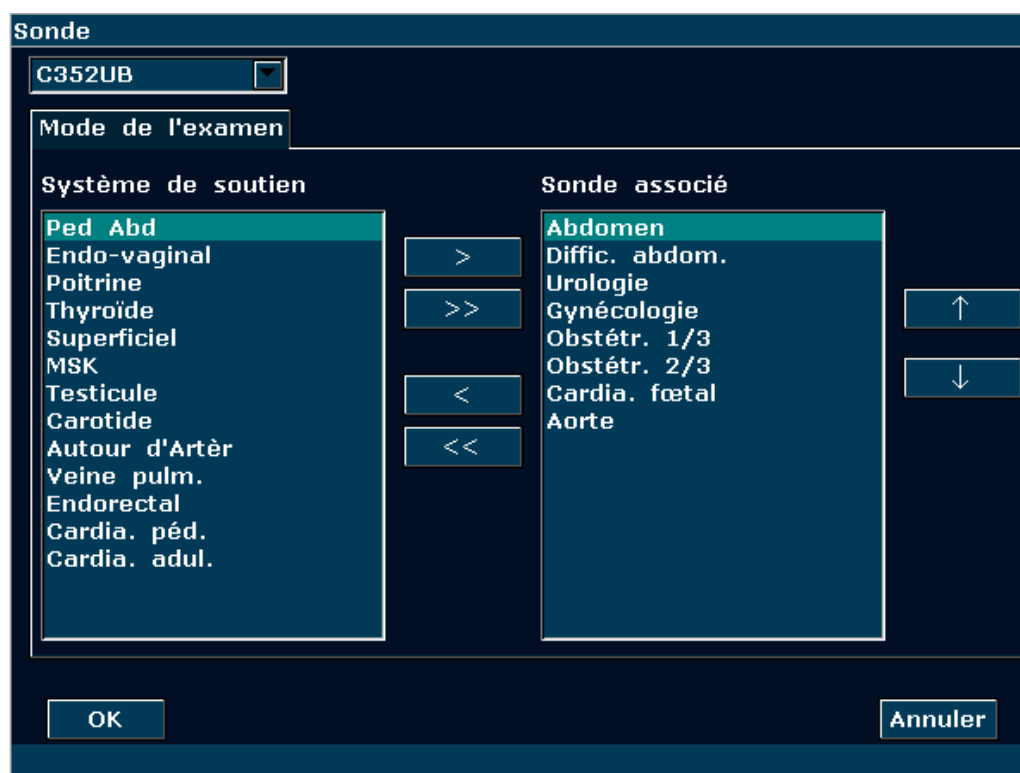 Sonde
C352UB
Mode de l'examen
Système de soutien
Ped Abd
Endo-vaginal
Poitrine
Thyroïde
Superficiel
MSK
Testicule
Carotide
Autour d'Artèr
Veine pulm.
Endorectal
Cardia. péd.
Cardia. adul.
>
>>
<
<<
Sonde associé
Abdomen
Diffic. abdom.
Urologie
Gynécologie
Obstétr. 1/3
Obstétr. 2/3
Cardia. fœtal
Aorte
↑
↓
OK
Annuler